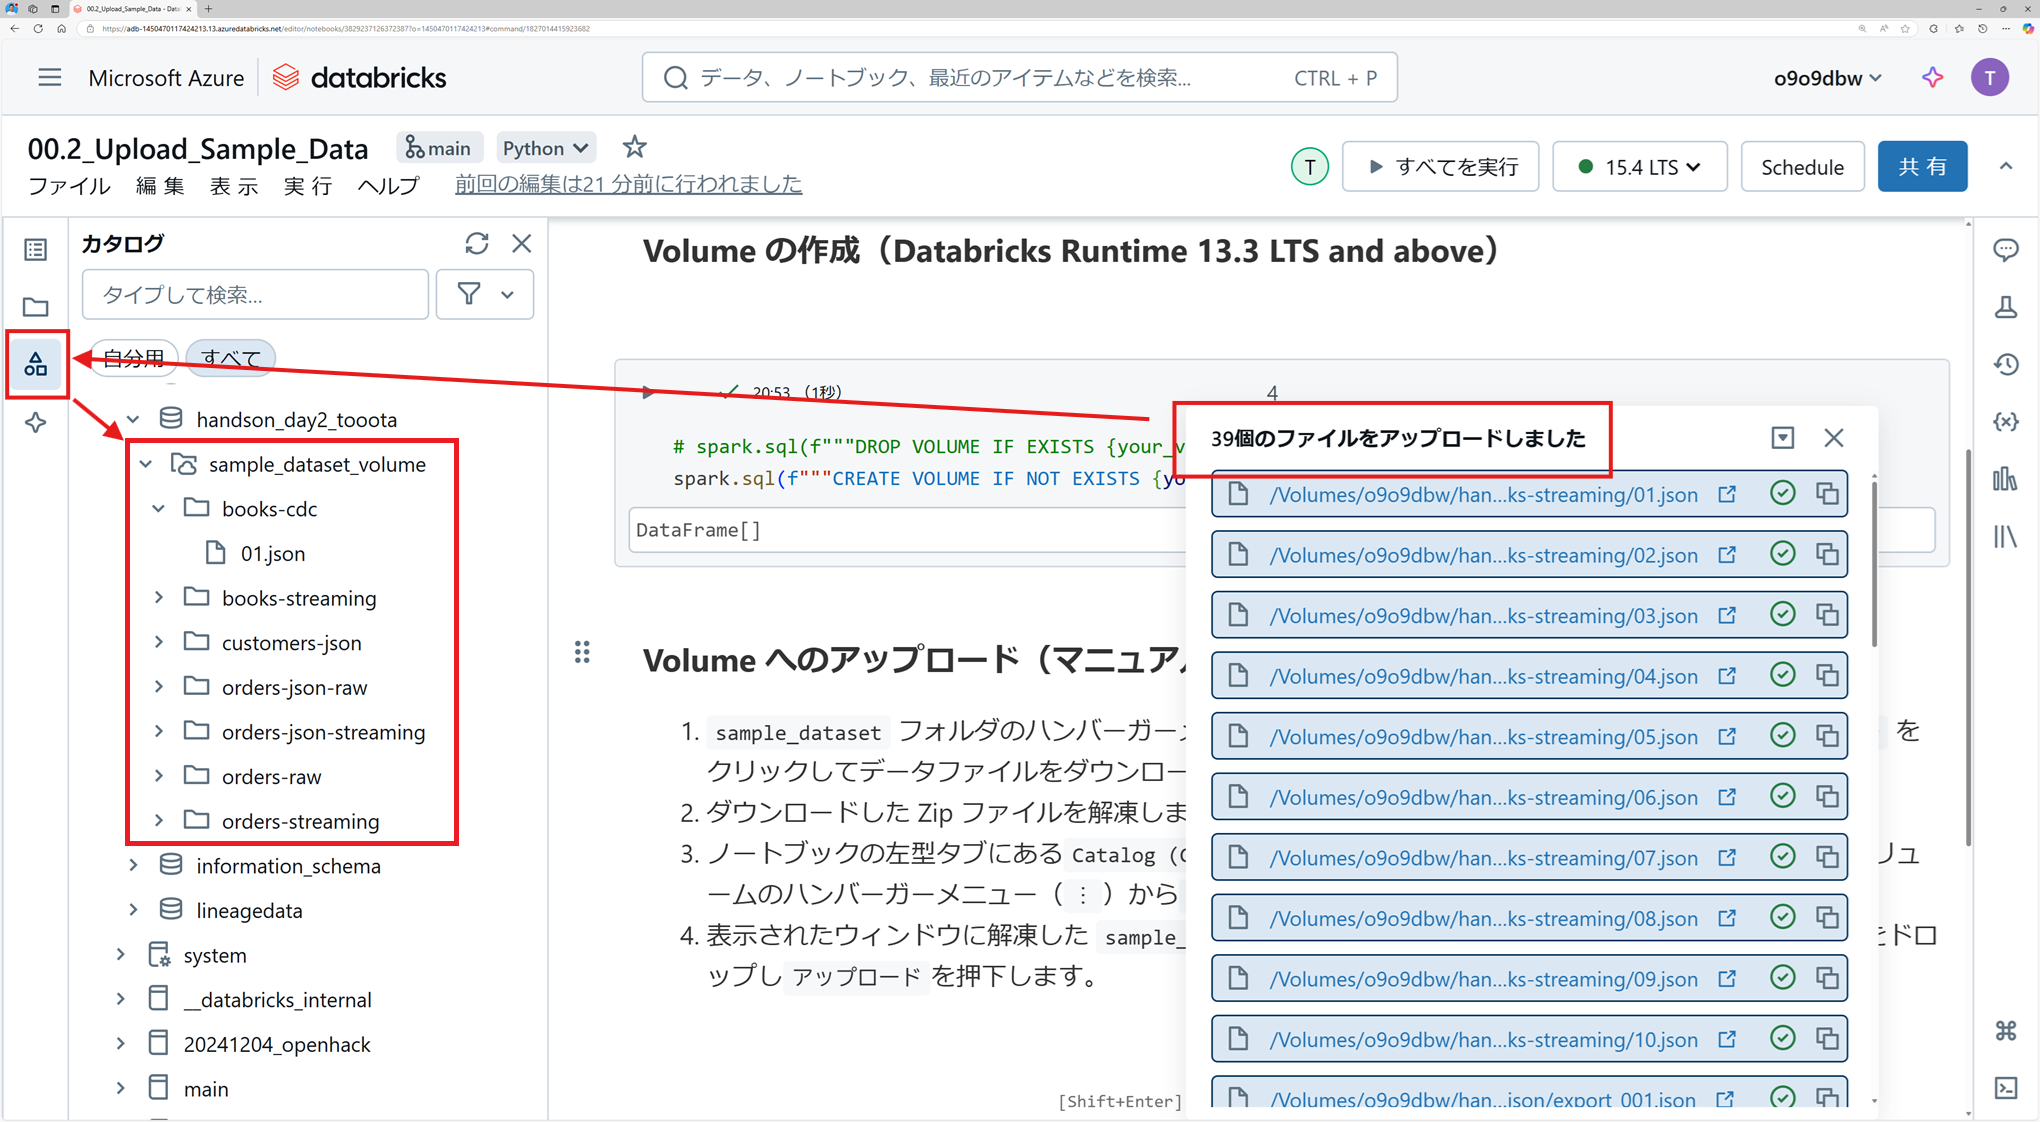 00.2_Upload_Sample_Data - Data
https://adb-1450470117424213.13.azuredatabricks.net/editor/notebooks/3829237126372387?o=1450470117424213#command/1827014415923682
Microsoft Azure databricks
データ、ノートブック、最近のアイテムなどを検索... CTRL + P
o9o9dbw T
00.2_Upload_Sample_Data main Python
ファイル 編集 表示 実行 ヘルプ 前回の編集は21 分前に行われました
T すべてを実行 15.4 LTS Schedule 共有
カタログ
タイプして検索...
自分用 すべて
handson_day2_tooota
sample_dataset_volume
books-cdc
01.json
books-streaming
customers-json
orders-json-raw
orders-json-streaming
orders-raw
orders-streaming
information_schema
lineagedata
system
__databricks_internal
20241204_openhack
main
Volume の作成（Databricks Runtime 13.3 LTS and above）
20:53 （1秒） 4
# spark.sql(f"""DROP VOLUME IF EXISTS {your_v
spark.sql(f"""CREATE VOLUME IF NOT EXISTS {yo
DataFrame[]
Volume へのアップロード（マニュア
1. sample_dataset フォルダのハンバーガー を
クリックしてデータファイルをダウンロー
2. ダウンロードした Zip ファイルを解凍しま
3. ノートブックの左型タブにある Catalog ( リュ
ームのハンバーガーメニュー（ ⋮ ）から
4. 表示されたウィンドウに解凍した sample_ をドロ
ップし アップロード を押下します。
[Shift+Enter]
39個のファイルをアップロードしました
/Volumes/o9o9dbw/han...ks-streaming/01.json
/Volumes/o9o9dbw/han...ks-streaming/02.json
/Volumes/o9o9dbw/han...ks-streaming/03.json
/Volumes/o9o9dbw/han...ks-streaming/04.json
/Volumes/o9o9dbw/han...ks-streaming/05.json
/Volumes/o9o9dbw/han...ks-streaming/06.json
/Volumes/o9o9dbw/han...ks-streaming/07.json
/Volumes/o9o9dbw/han...ks-streaming/08.json
/Volumes/o9o9dbw/han...ks-streaming/09.json
/Volumes/o9o9dbw/han...ks-streaming/10.json
/Volumes/o9o9dbw/han...json/export_001.json